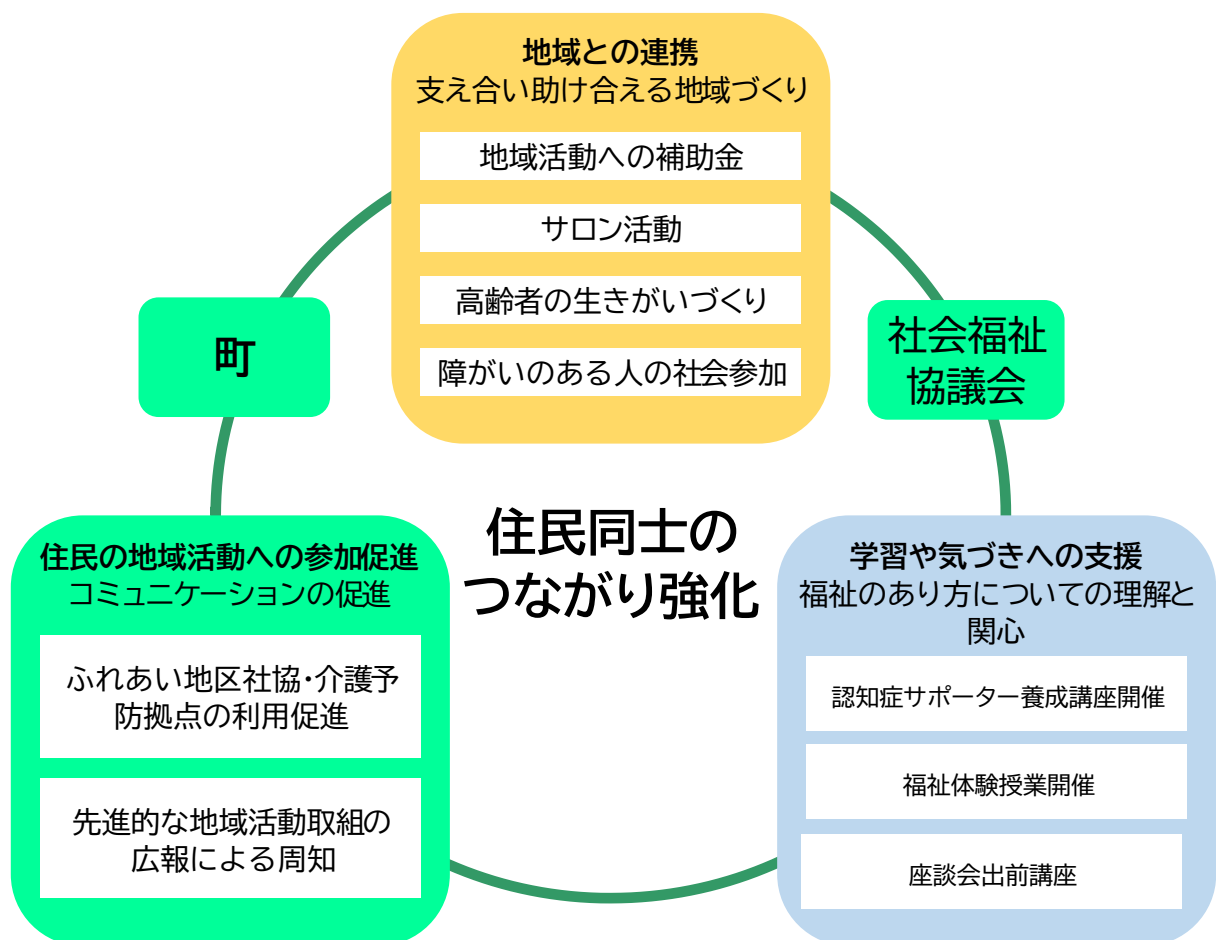 地域との連携
支え合い助け合える地域づくり
地域活動への補助金
サロン活動
高齢者の生きがいづくり
障がいのある人の社会参加
町
社会福祉
協議会
住民同士の
つながり強化
住民の地域活動への参加促進
コミュニケーションの促進
ふれあい地区社協・介護予
防拠点の利用促進
先進的な地域活動取組の
広報による周知
学習や気づきへの支援
福祉のあり方についての理解と
関心
認知症サポーター養成講座開催
福祉体験授業開催
座談会出前講座